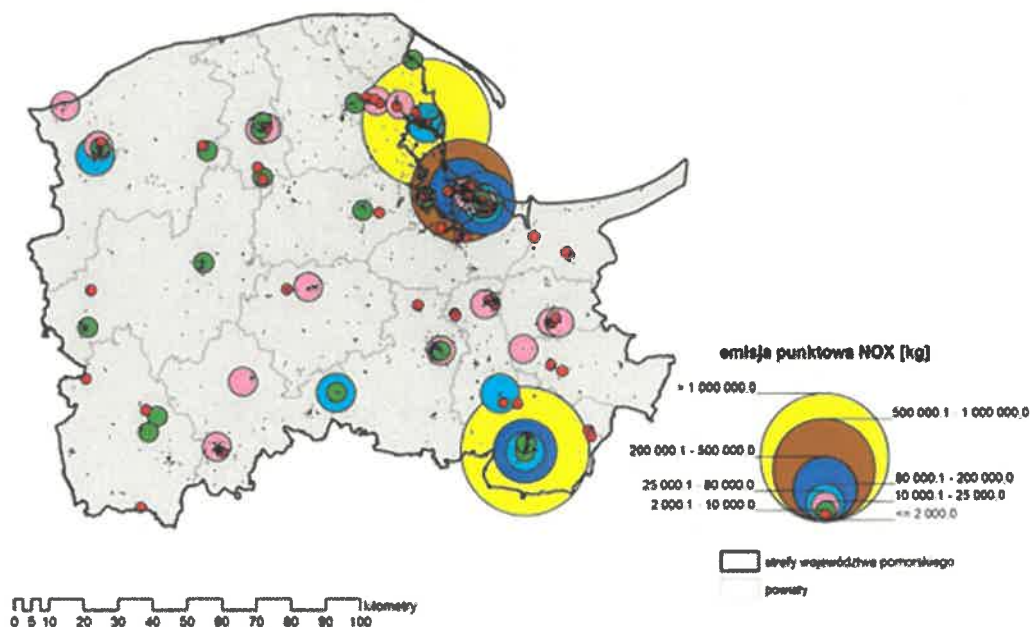 emisja punktowa NOX [kg]
> 1 000 000.0
500 000.1 - 1 000 000.0
200 000 1 - 500 000.0
80 000.1 - 200 000.0
25 000 1 - 80 000.0
10 000.1 - 25 000.0
2 000 1 - 10 000.0
<= 2 000.0
strefy województwa pomorskiego
powiaty
kilometry
0 5 10 20 30 40 50 60 70 80 90 100